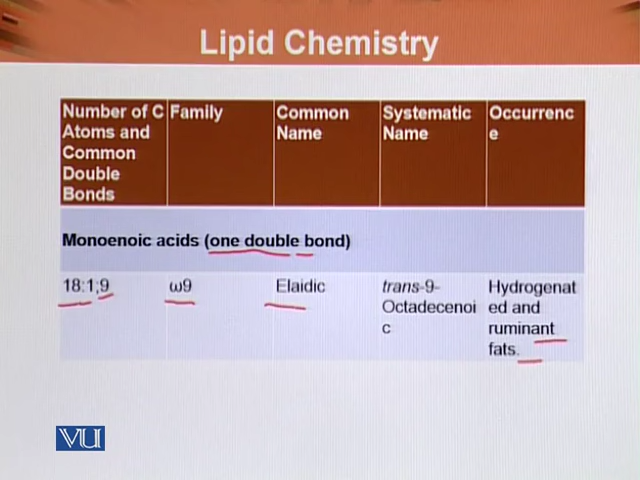 Lipid Chemistry
Number of C Atoms and Common Double Bonds
Family
Common Name
Systematic Name
Occurrenc
e
Monoenoic acids (one double bond)
18:1;9
ω9
Elaidic
trans-9-
Octadecenoi
c
Hydrogenat
ed and
ruminant
fats.
VU